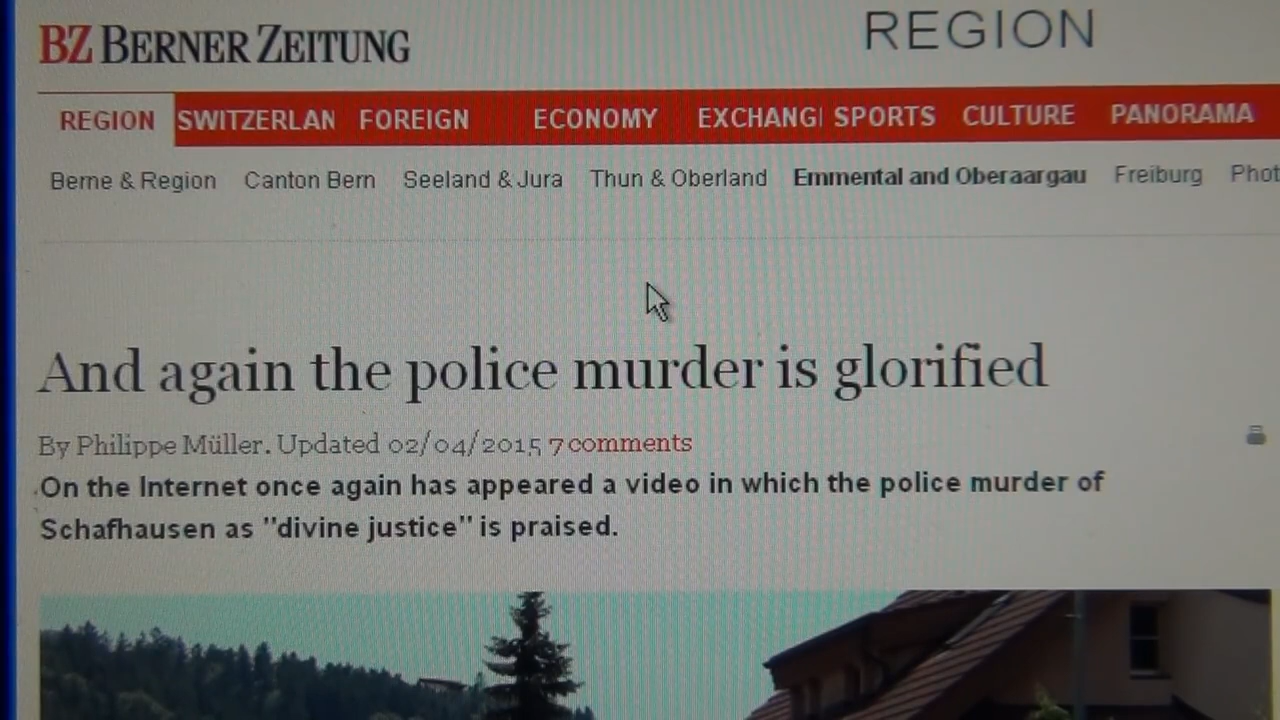 BZ BERNER ZEITUNG
REGION
REGION SWITZERLAN FOREIGN ECONOMY EXCHANG SPORTS CULTURE PANORAMA
Berne & Region Canton Bern Seeland & Jura Thun & Oberland Emmental and Oberaargau Freiburg Phot
And again the police murder is glorified
By Philippe Müller. Updated 02/04/2015 7 comments
On the Internet once again has appeared a video in which the police murder of
Schafhausen as "divine justice" is praised.